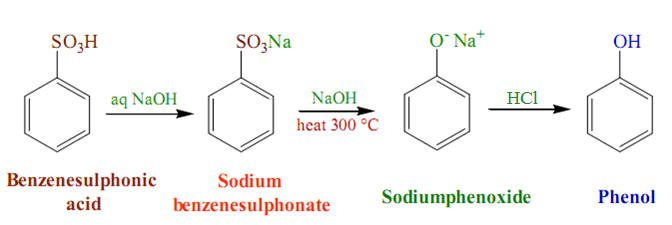 SO₃H
SO₃Na
O⁻ Na⁺
OH
aq NaOH
NaOH
heat 300 °C
HCl
Benzenesulphonic
acid
Sodium
benzenesulphonate
Sodiumphenoxide
Phenol